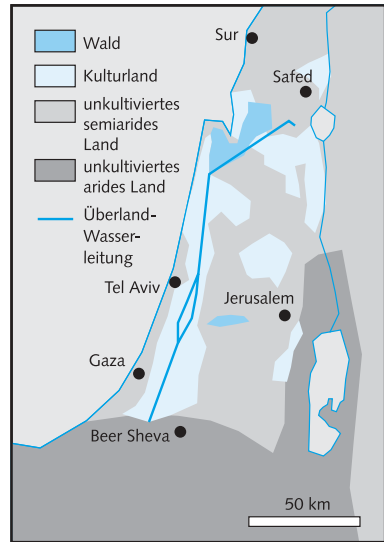 Wald
Kulturland
unkultiviertes
semiarides
Land
unkultiviertes
arides Land
Überland-
Wasser-
leitung
Sur
Safed
Tel Aviv
Jerusalem
Gaza
Beer Sheva
50 km